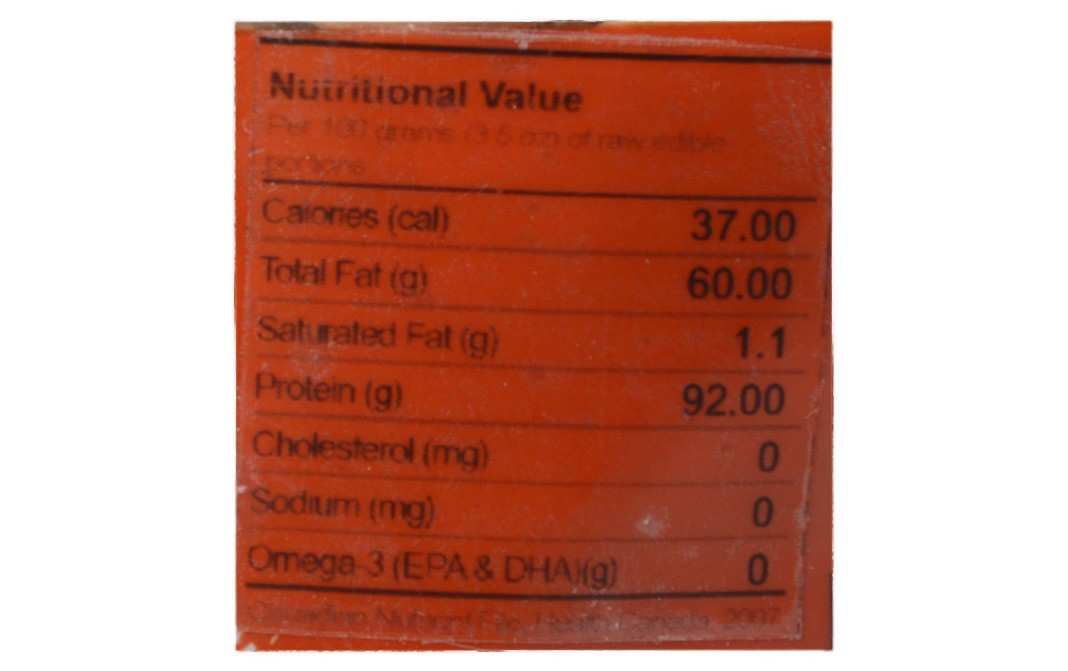 Nutritional Value
Per 100 grams (3.5 oz) of raw edible
portions
Calories (cal) 37.00
Total Fat (g) 60.00
Saturated Fat (g) 1.1
Protein (g) 92.00
Cholesterol (mg) 0
Sodium (mg) 0
Omega-3 (EPA & DHA)(g) 0
Canadian Nutrient File, Health Canada, 2007